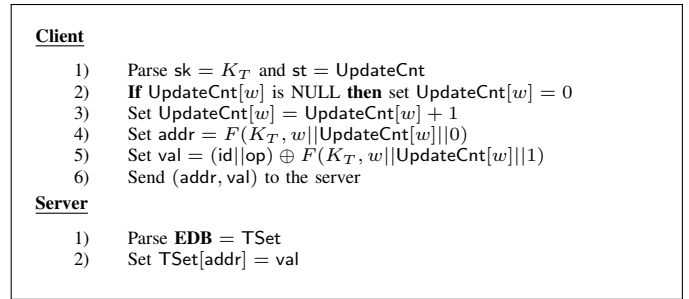 Client
1) Parse sk = K_T and st = UpdateCnt
2) If UpdateCnt[w] is NULL then set UpdateCnt[w] = 0
3) Set UpdateCnt[w] = UpdateCnt[w] + 1
4) Set addr = F(K_T, w||UpdateCnt[w]||0)
5) Set val = (id||op) ⊕ F(K_T, w||UpdateCnt[w]||1)
6) Send (addr, val) to the server
Server
1) Parse EDB = TSet
2) Set TSet[addr] = val